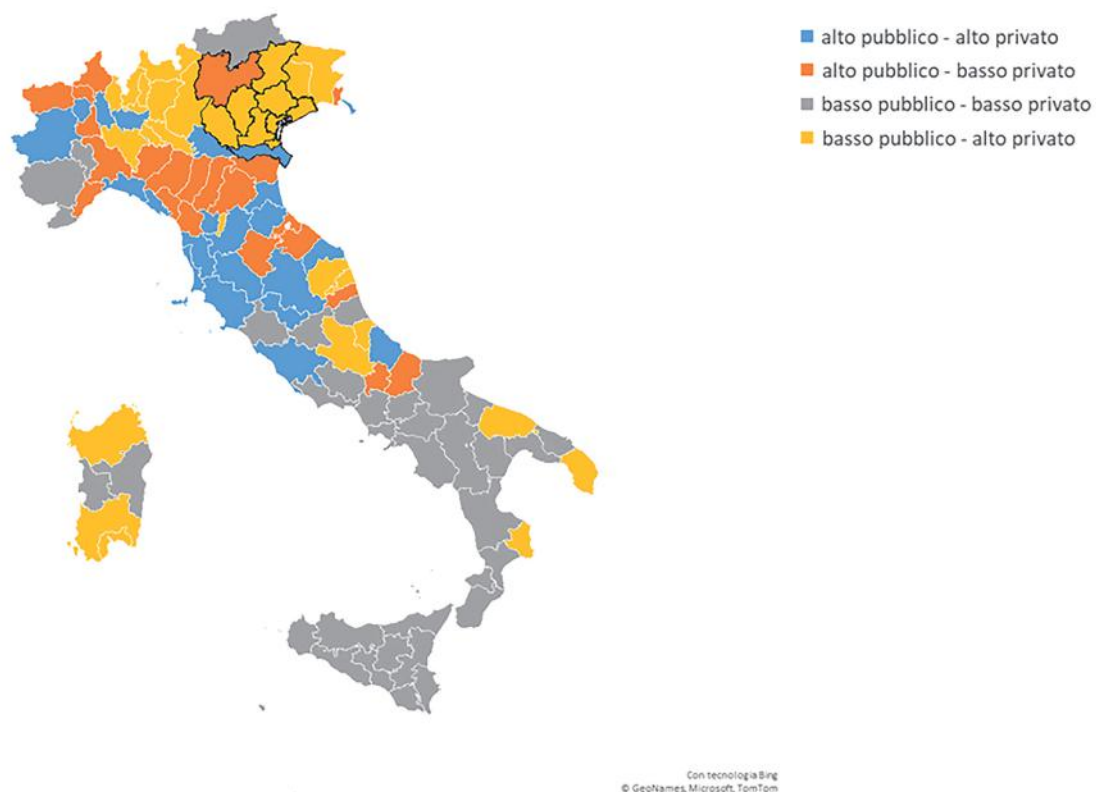 alto pubblico - alto privato
alto pubblico - basso privato
basso pubblico - basso privato
basso pubblico - alto privato
Con tecnologia Bing
© GeoNames, Microsoft, TomTom